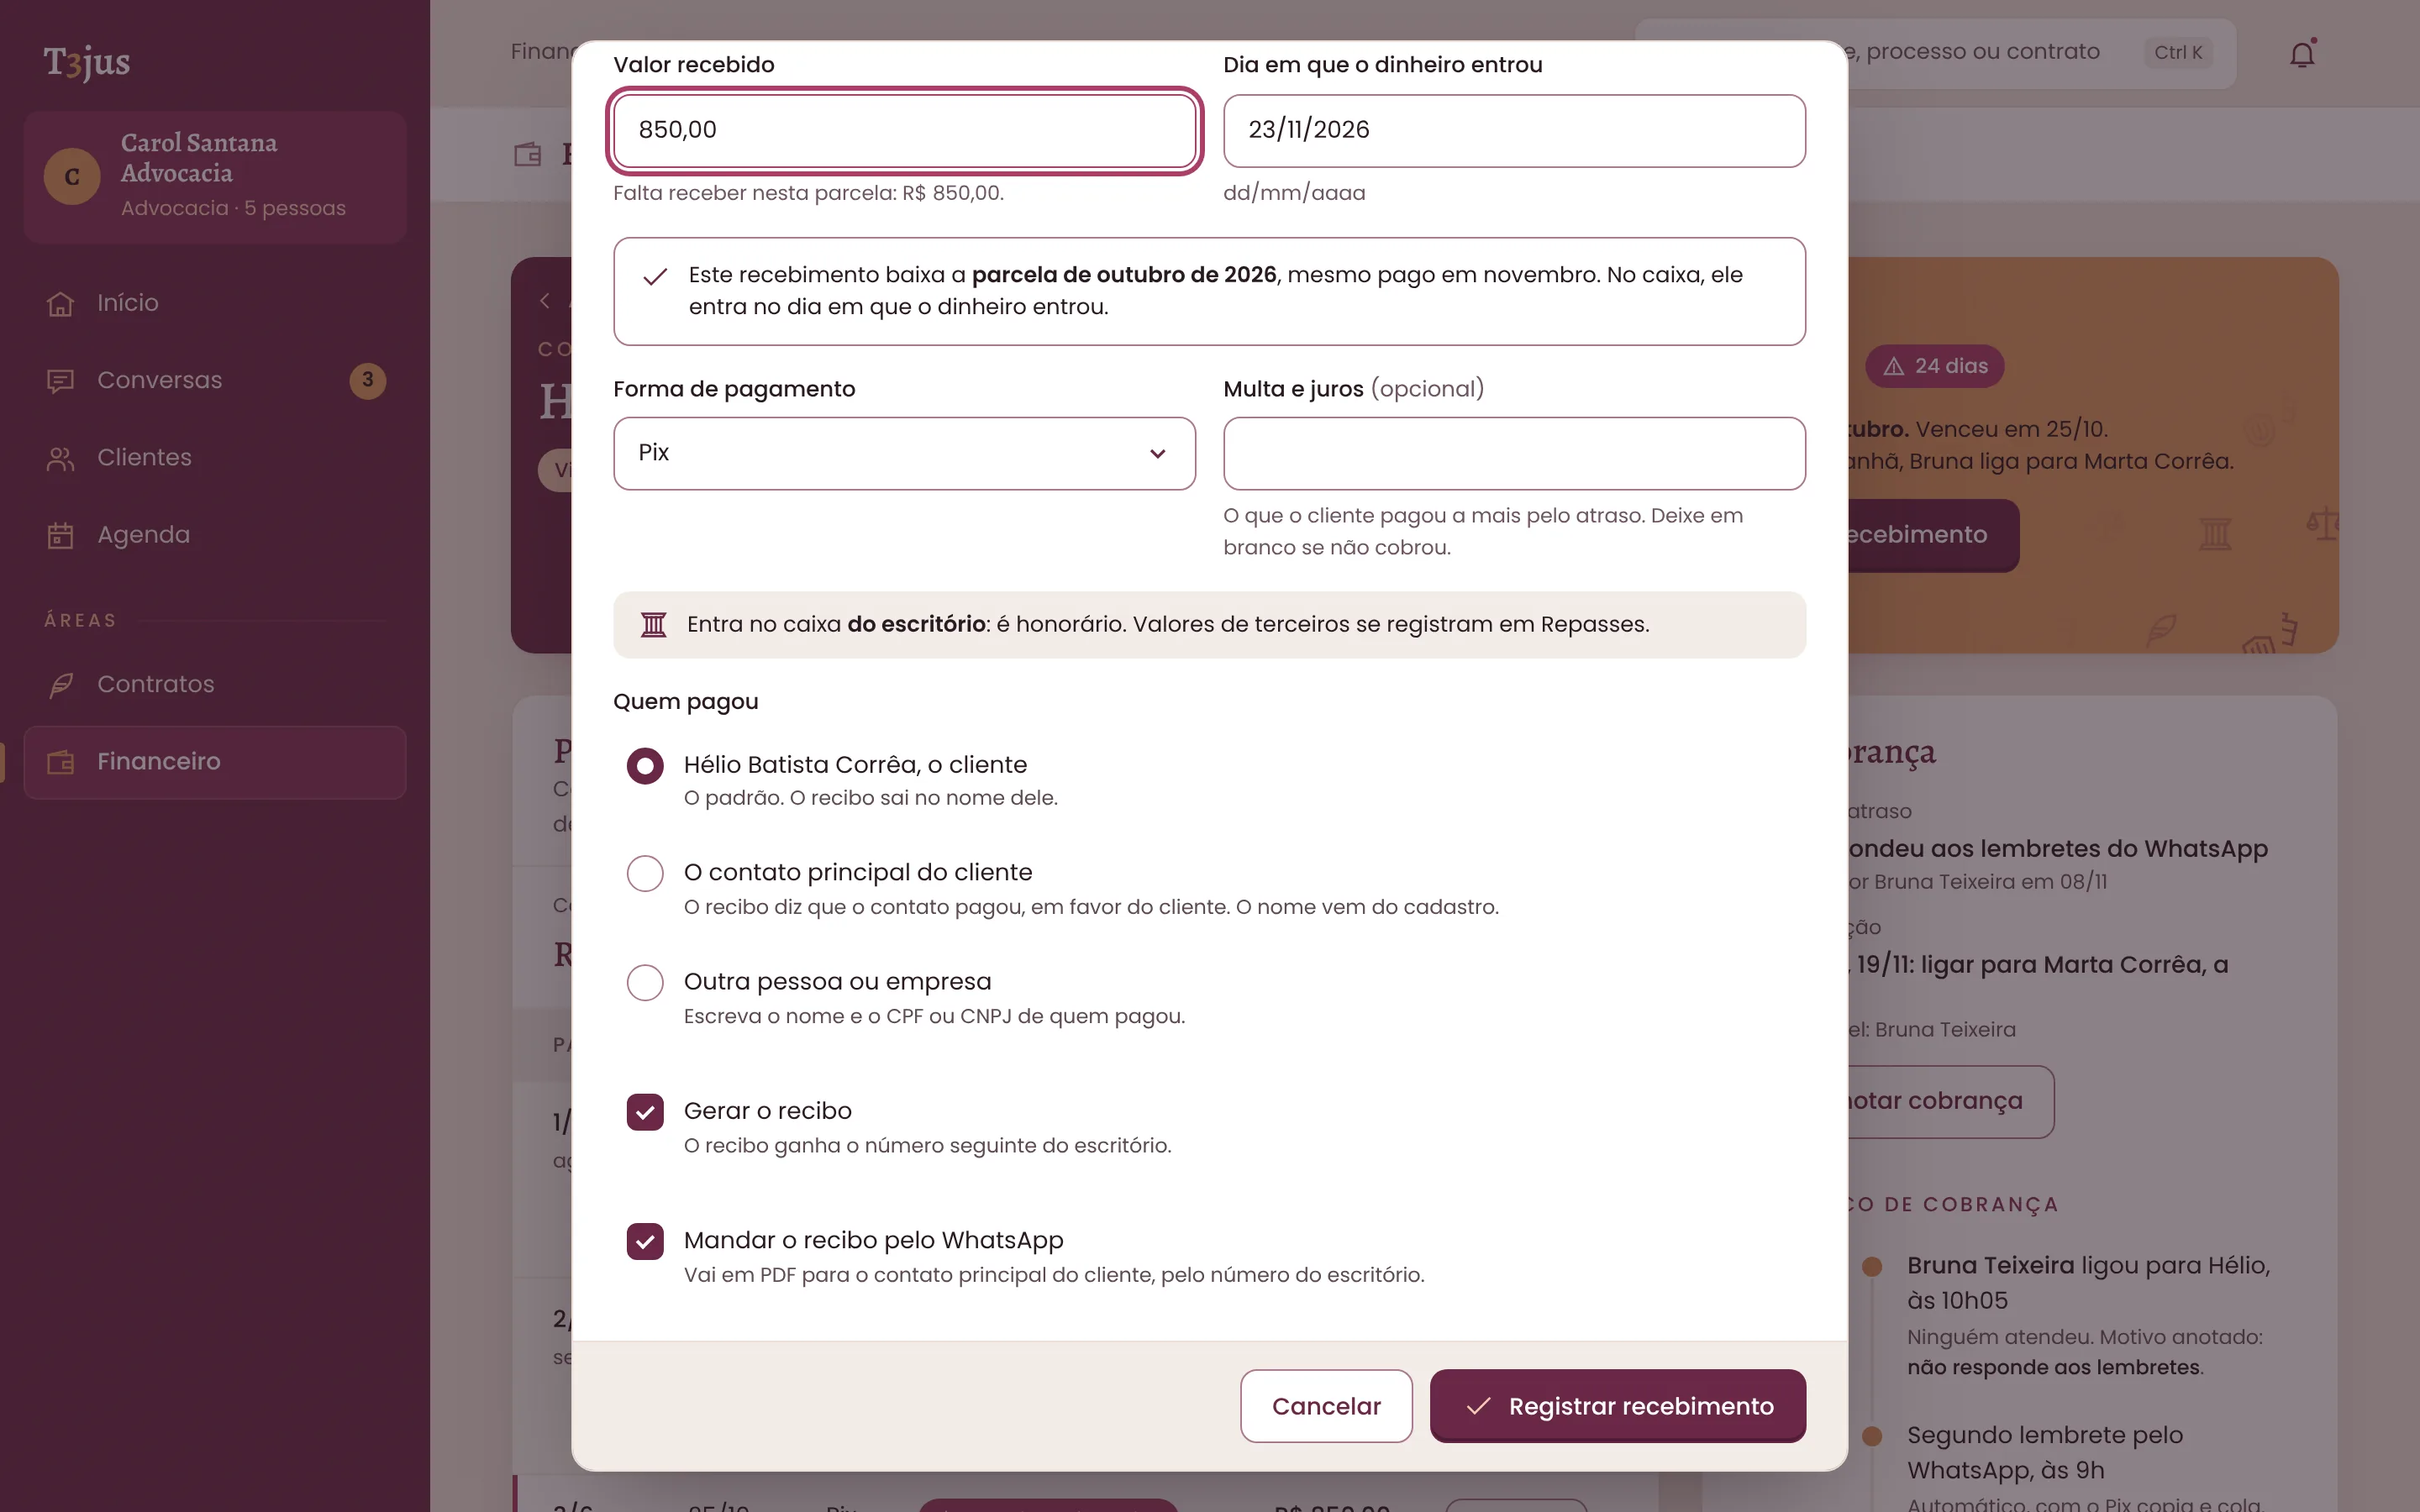 T3jus
Carol Santana
Advocacia
Advocacia · 5 pessoas
C
Início
Conversas
3
Clientes
Agenda
ÁREAS
Contratos
Financeiro
processo ou contrato
Ctrl K
24 dias
Venceu em 25/10.
Bruna liga para Marta Corrêa.
atraso
aos lembretes do WhatsApp
Bruna Teixeira em 08/11
19/11: ligar para Marta Corrêa, a
Bruna Teixeira
cobrança
DE COBRANÇA
Bruna Teixeira ligou para Hélio,
às 10h05
Ninguém atendeu. Motivo anotado:
não responde aos lembretes.
Segundo lembrete pelo
WhatsApp, às 9h
Automático, com o Pix copia e cola.
Valor recebido
850,00
Falta receber nesta parcela: R$ 850,00.
Dia em que o dinheiro entrou
23/11/2026
dd/mm/aaaa
Este recebimento baixa a parcela de outubro de 2026, mesmo pago em novembro. No caixa, ele
entra no dia em que o dinheiro entrou.
Forma de pagamento
Pix
Multa e juros (opcional)
O que o cliente pagou a mais pelo atraso. Deixe em
branco se não cobrou.
Entra no caixa do escritório: é honorário. Valores de terceiros se registram em Repasses.
Quem pagou
Hélio Batista Corrêa, o cliente
O padrão. O recibo sai no nome dele.
O contato principal do cliente
O recibo diz que o contato pagou, em favor do cliente. O nome vem do cadastro.
Outra pessoa ou empresa
Escreva o nome e o CPF ou CNPJ de quem pagou.
Gerar o recibo
O recibo ganha o número seguinte do escritório.
Mandar o recibo pelo WhatsApp
Vai em PDF para o contato principal do cliente, pelo número do escritório.
Cancelar
Registrar recebimento